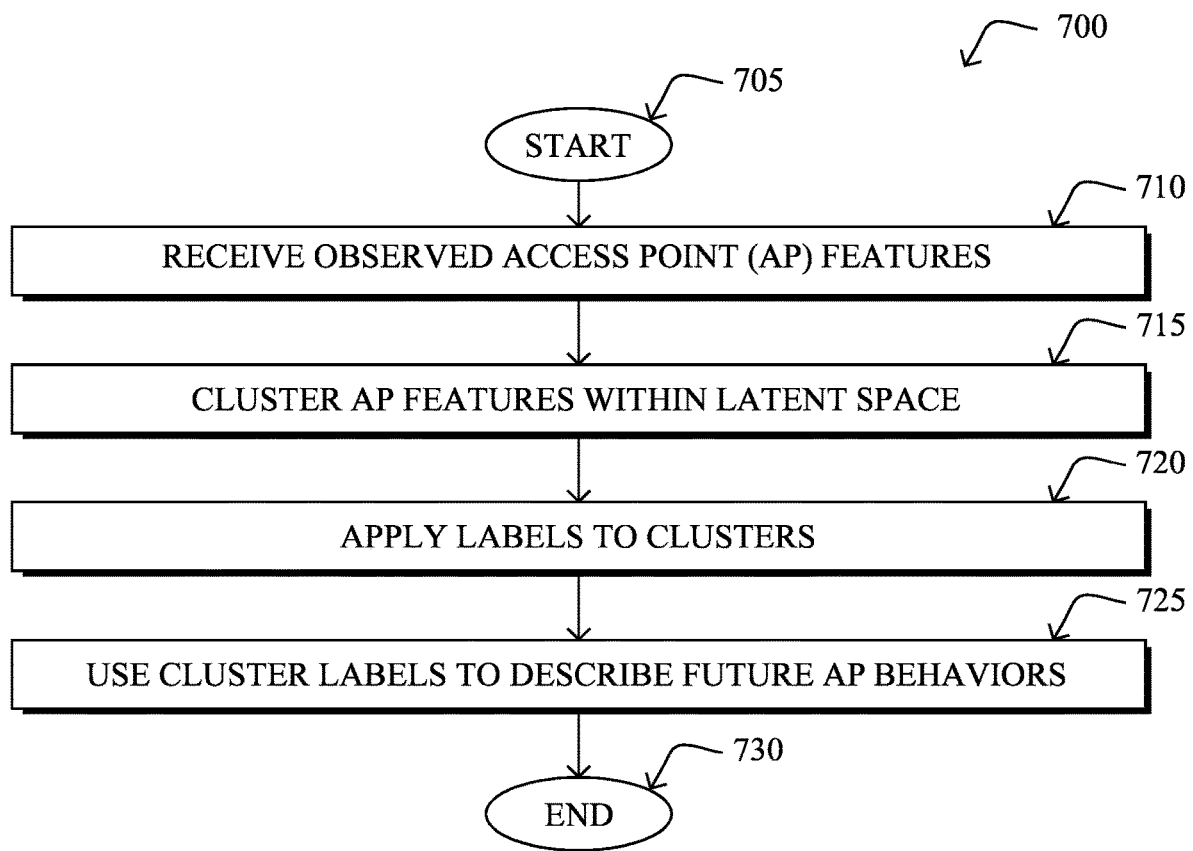 700
705
START
710
RECEIVE OBSERVED ACCESS POINT (AP) FEATURES
715
CLUSTER AP FEATURES WITHIN LATENT SPACE
720
APPLY LABELS TO CLUSTERS
725
USE CLUSTER LABELS TO DESCRIBE FUTURE AP BEHAVIORS
730
END